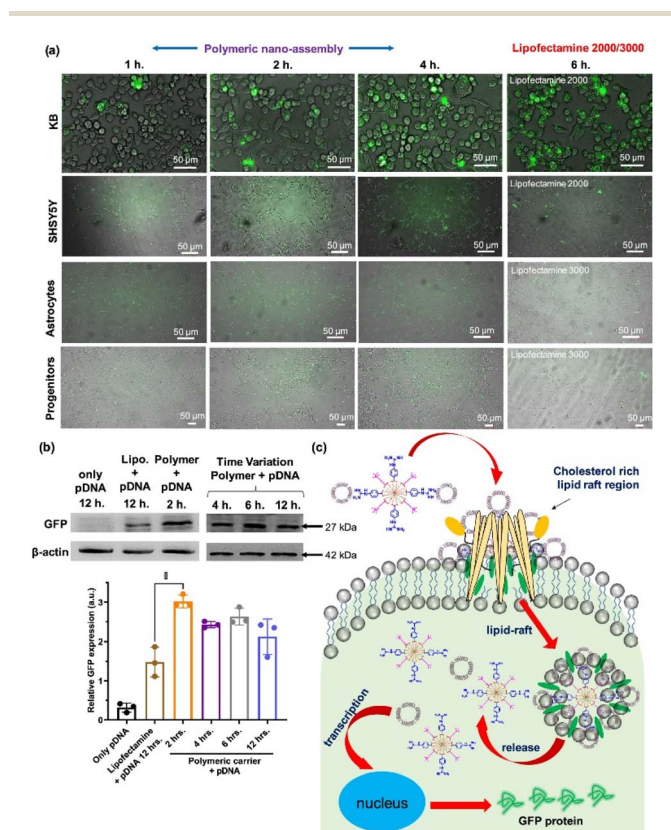 (a)
Polymeric nano-assembly
Lipofectamine 2000/3000
1 h.
2 h.
4 h.
6 h.
KB
50 µm
50 µm
50 µm
Lipofectamine 2000
50 µm
SHSY5Y
50 µm
50 µm
50 µm
Lipofectamine 2000
50 µm
Astrocytes
50 µm
50 µm
50 µm
Lipofectamine 3000
50 µm
Progenitors
50 µm
50 µm
50 µm
Lipofectamine 3000
50 µm
(b)
only pDNA 12 h.
Lipo. + pDNA 12 h.
Polymer + pDNA 2 h.
Time Variation
Polymer + pDNA
4 h. 6 h. 12 h.
GFP
27 kDa
β-actin
42 kDa
Relative GFP expression (a.u.)
3
2
1
0
Only pDNA
Lipofectamine
+ pDNA 12 hrs.
2 hrs.
4 hrs.
6 hrs.
12 hrs.
Polymeric carrier
+ pDNA
(c)
Cholesterol rich
lipid raft region
lipid-raft
release
transcription
nucleus
GFP protein